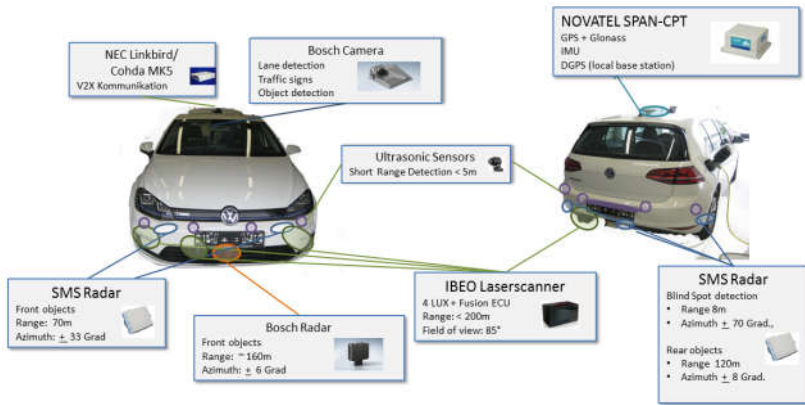 NEC Linkbird/
Cohda MK5
V2X Kommunikation
Bosch Camera
Lane detection
Traffic signs
Object detection
NOVATEL SPAN-CPT
GPS + Glonass
IMU
DGPS (local base station)
Ultrasonic Sensors
Short Range Detection < 5m
SMS Radar
Front objects
Range: 70m
Azimuth: ± 33 Grad
Bosch Radar
Front objects
Range: ~ 160m
Azimuth: ± 6 Grad
IBEO Laserscanner
4 LUX + Fusion ECU
Range: < 200m
Field of view: 85°
SMS Radar
Blind Spot detection
• Range 8m
• Azimuth ± 70 Grad.,
Rear objects
• Range 120m
• Azimuth ± 8 Grad.